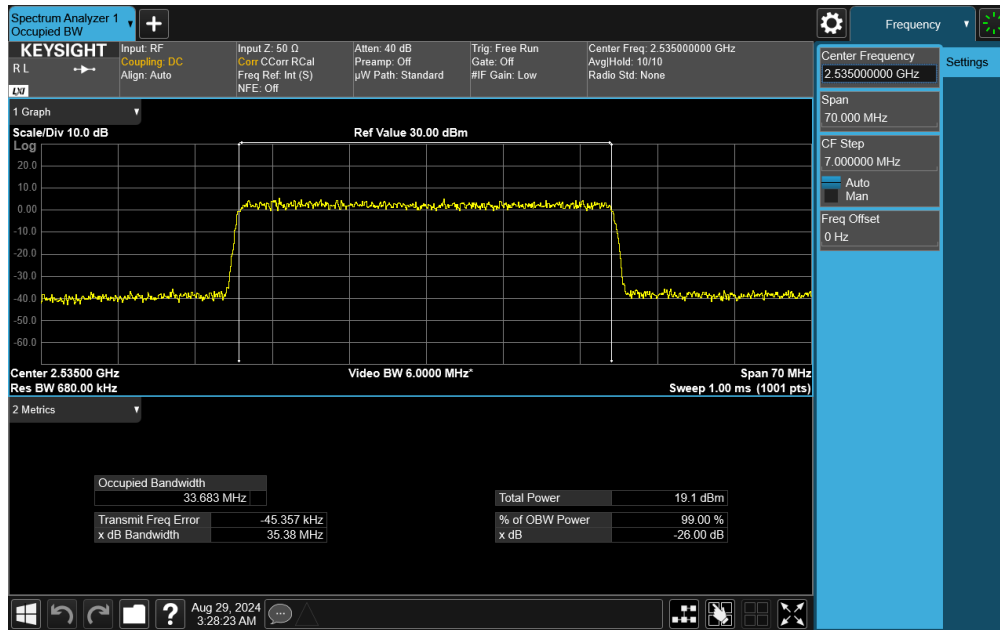 Spectrum Analyzer 1
Occupied BW
Frequency
KEYSIGHT
R L
LXI
Input: RF
Coupling: DC
Align: Auto
Input Z: 50 Ω
Corr CCorr RCal
Freq Ref: Int (S)
NFE: Off
Atten: 40 dB
Preamp: Off
µW Path: Standard
Trig: Free Run
Gate: Off
#IF Gain: Low
Center Freq: 2.535000000 GHz
Avg|Hold: 10/10
Radio Std: None
Center Frequency
2.535000000 GHz
Settings
Span
70.000 MHz
CF Step
7.000000 MHz
Auto
Man
Freq Offset
0 Hz
1 Graph
Scale/Div 10.0 dB
Ref Value 30.00 dBm
Log
20.0
10.0
0.00
-10.0
-20.0
-30.0
-40.0
-50.0
-60.0
Center 2.53500 GHz
Video BW 6.0000 MHz*
Span 70 MHz
Res BW 680.00 kHz
Sweep 1.00 ms (1001 pts)
2 Metrics
Occupied Bandwidth
33.683 MHz
Total Power 19.1 dBm
Transmit Freq Error -45.357 kHz
% of OBW Power 99.00 %
x dB Bandwidth 35.38 MHz
x dB -26.00 dB
?
Aug 29, 2024
3:28:23 AM